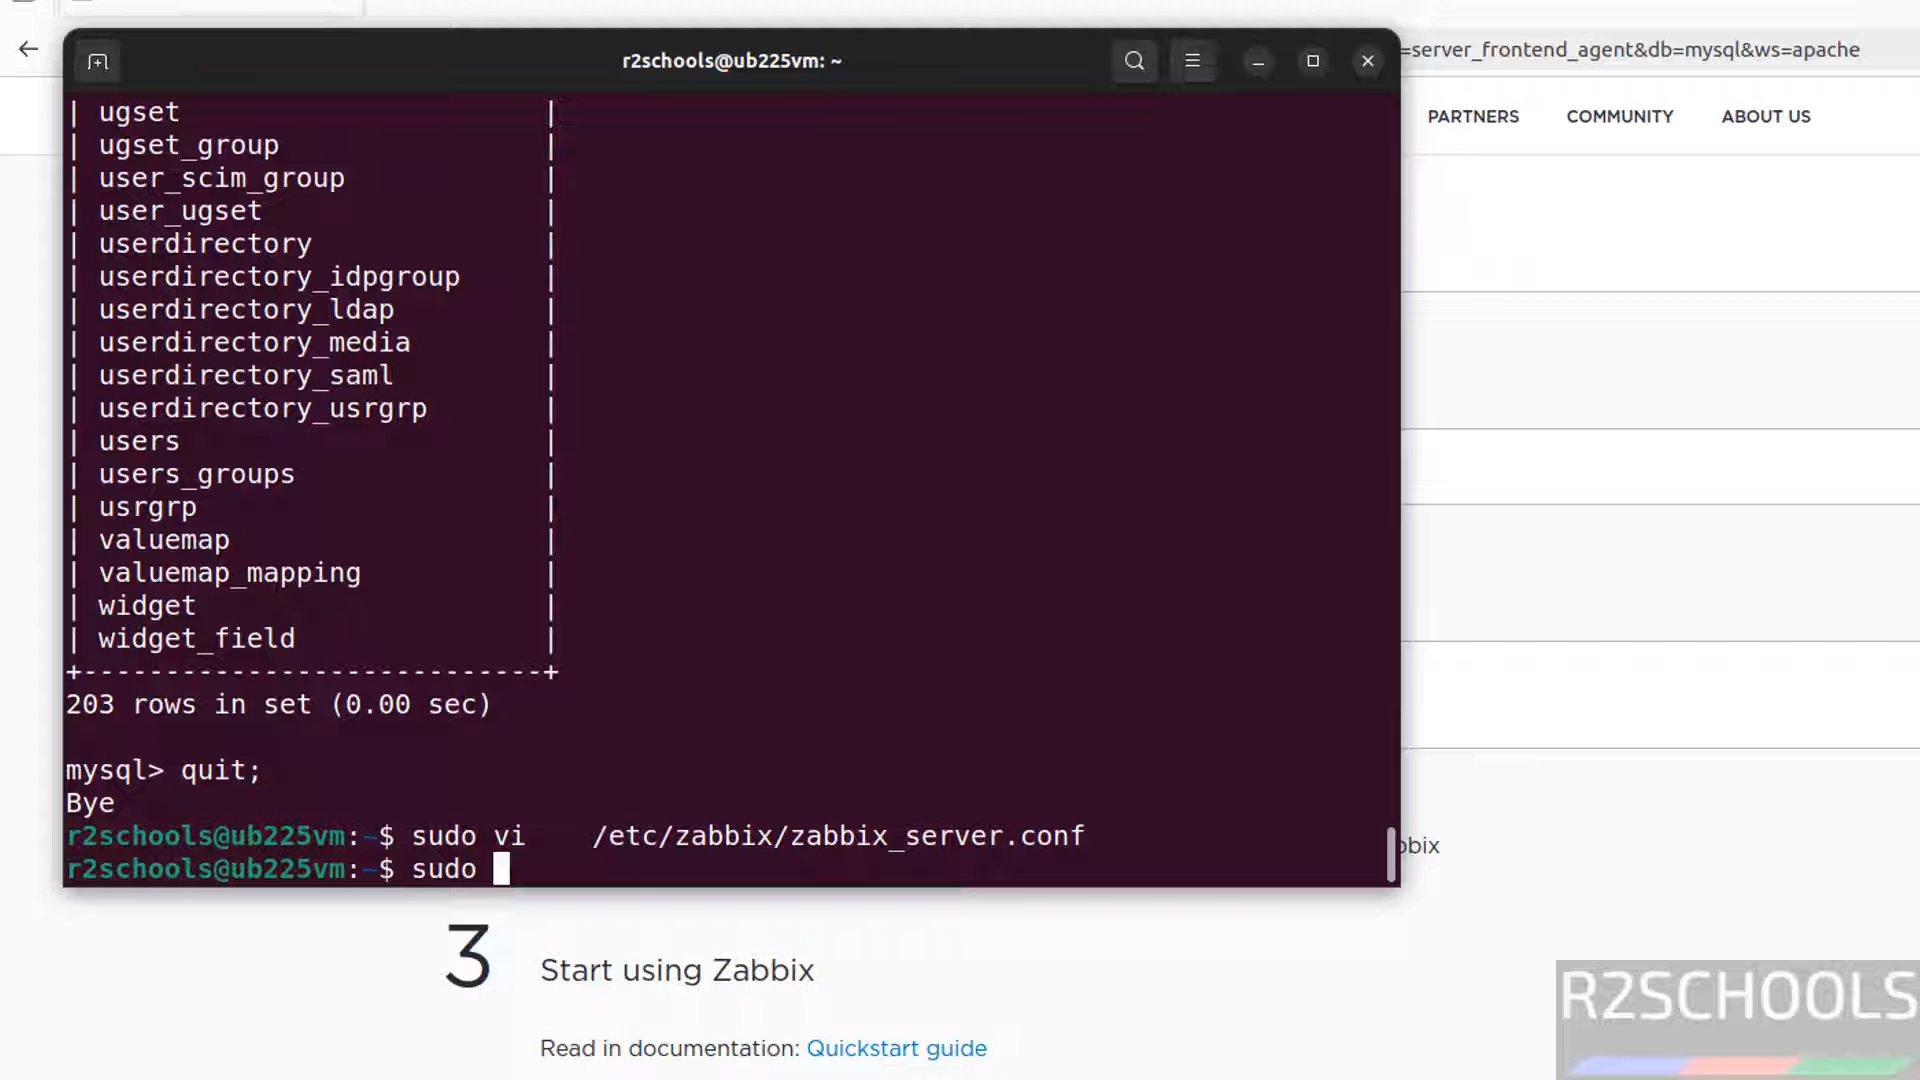 r2schools@ub225vm: ~
=server_frontend_agent&db=mysql&ws=apache
PARTNERS COMMUNITY ABOUT US
| ugset |
| ugset_group |
| user_scim_group |
| user_ugset |
| userdirectory |
| userdirectory_idpgroup |
| userdirectory_ldap |
| userdirectory_media |
| userdirectory_saml |
| userdirectory_usrgrp |
| users |
| users_groups |
| usrgrp |
| valuemap |
| valuemap_mapping |
| widget |
| widget_field |
+----------------------------+
203 rows in set (0.00 sec)
mysql> quit;
Bye
r2schools@ub225vm:~$ sudo vi    /etc/zabbix/zabbix_server.conf
r2schools@ub225vm:~$ sudo
bbix
3
Start using Zabbix
Read in documentation: Quickstart guide
R2SCHOOLS